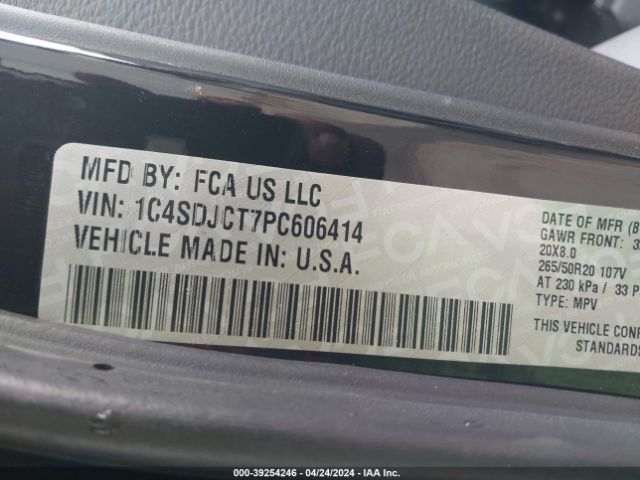 MFD BY: FCA US LLC
VIN: 1C4SDJCT7PC606414
VEHICLE MADE IN: U.S.A.
DATE OF MFR
GAWR FRONT:
20X8.0
265/50R20 107V
AT 230 kPa / 33
TYPE: MPV
THIS VEHICLE
STANDARDS
000-39254246 - 04/24/2024 - IAA Inc.